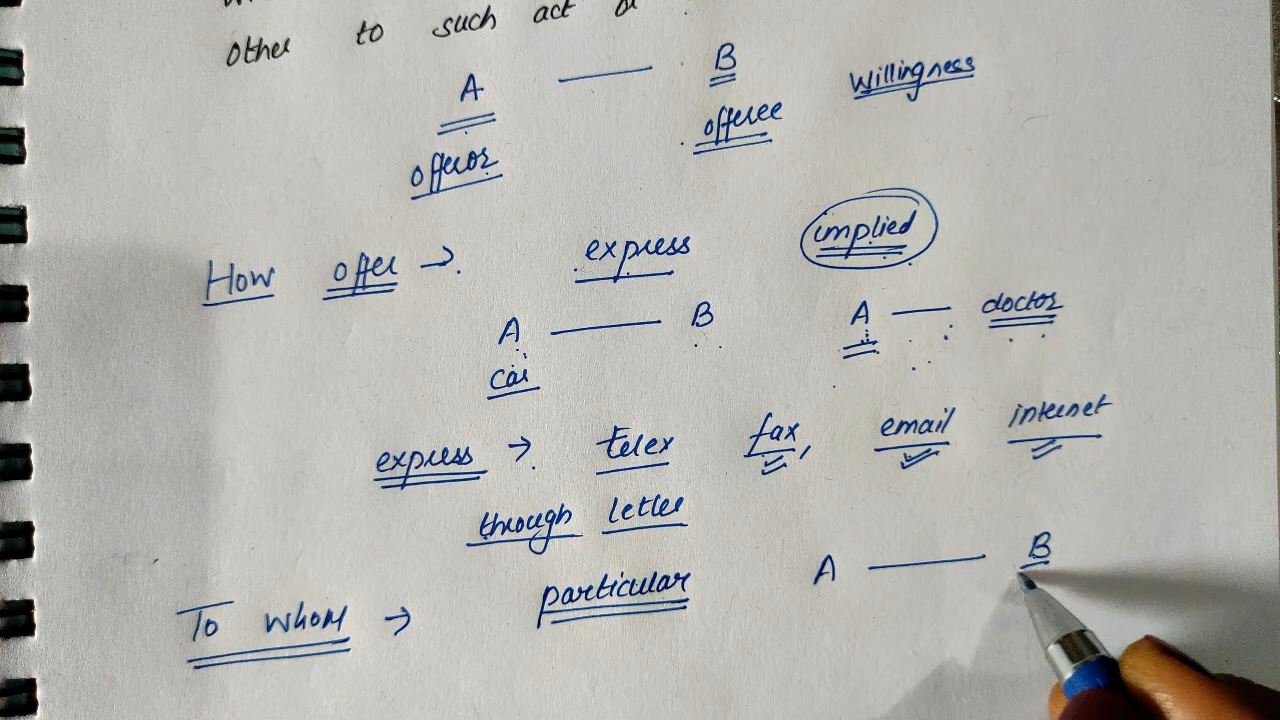 other to such act or
A — B willingness
offeror offeree
How offer → express implied
A — B A — doctor
car
express → telex fax, email internet
through letter
To whom → particular A — B